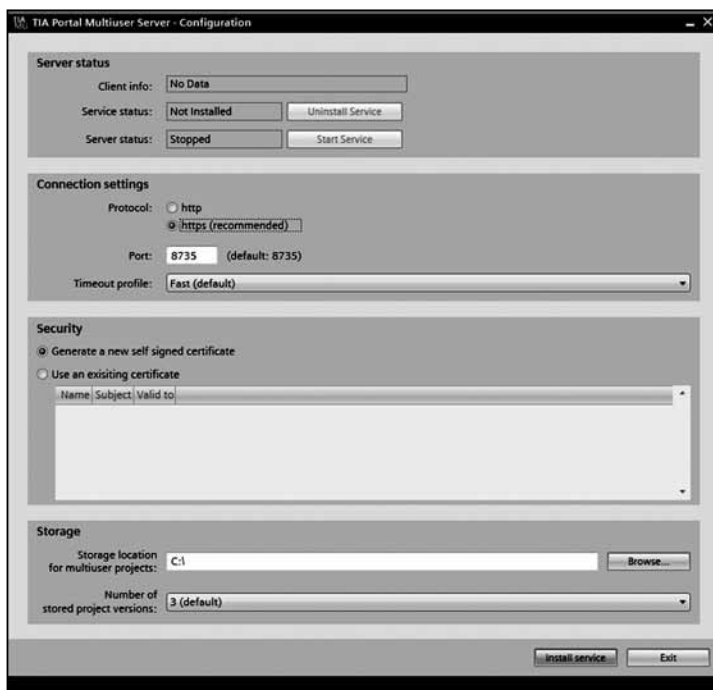 TIA Portal Multiuser Server - Configuration
Server status
Client info: No Data
Service status: Not Installed Uninstall Service
Server status: Stopped Start Service
Connection settings
Protocol: http
https (recommended)
Port: 8735 (default: 8735)
Timeout profile: Fast (default)
Security
Generate a new self signed certificate
Use an exisiting certificate
Name Subject Valid to
Storage
Storage location
for multiuser projects: C:\ Browse...
Number of
stored project versions: 3 (default)
Install service Exit